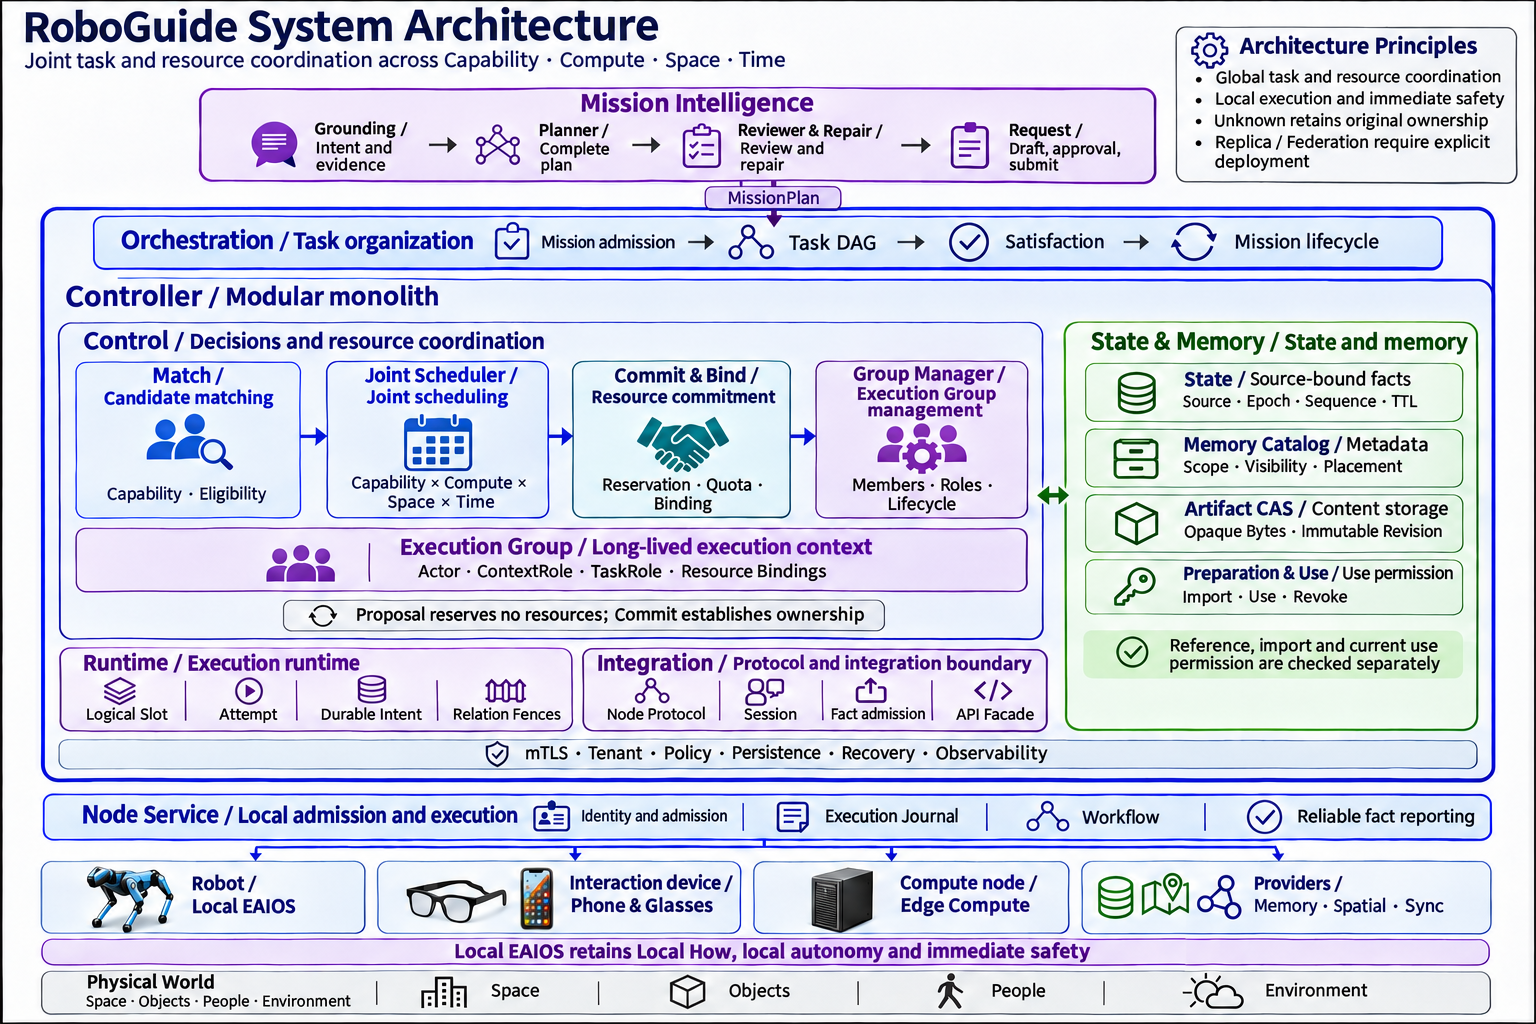 RoboGuide System Architecture
Joint task and resource coordination across Capability · Compute · Space · Time
Architecture Principles
• Global task and resource coordination
• Local execution and immediate safety
• Unknown retains original ownership
• Replica / Federation require explicit
deployment
Mission Intelligence
Grounding /
Intent and
evidence
Planner /
Complete
plan
Reviewer & Repair /
Review and
repair
Request /
Draft, approval,
submit
MissionPlan
Orchestration / Task organization
Mission admission
Task DAG
Satisfaction
Mission lifecycle
Controller / Modular monolith
Control / Decisions and resource coordination
Match /
Candidate matching
Capability · Eligibility
Joint Scheduler /
Joint scheduling
Capability × Compute ×
Space × Time
Commit & Bind /
Resource commitment
Reservation · Quota ·
Binding
Group Manager /
Execution Group
management
Members · Roles ·
Lifecycle
Execution Group / Long-lived execution context
Actor · ContextRole · TaskRole · Resource Bindings
Proposal reserves no resources; Commit establishes ownership
State & Memory / State and memory
State / Source-bound facts
Source · Epoch · Sequence · TTL
Memory Catalog / Metadata
Scope · Visibility · Placement
Artifact CAS / Content storage
Opaque Bytes · Immutable Revision
Preparation & Use / Use permission
Import · Use · Revoke
Reference, import and current use
permission are checked separately
Runtime / Execution runtime
Logical Slot
Attempt
Durable Intent
Relation Fences
Integration / Protocol and integration boundary
Node Protocol
Session
Fact admission
API Facade
mTLS · Tenant · Policy · Persistence · Recovery · Observability
Node Service / Local admission and execution
Identity and admission
Execution Journal
Workflow
Reliable fact reporting
Robot /
Local EAIOS
Interaction device /
Phone & Glasses
Compute node /
Edge Compute
Providers /
Memory · Spatial · Sync
Local EAIOS retains Local How, local autonomy and immediate safety
Physical World
Space · Objects · People · Environment
Space
Objects
People
Environment